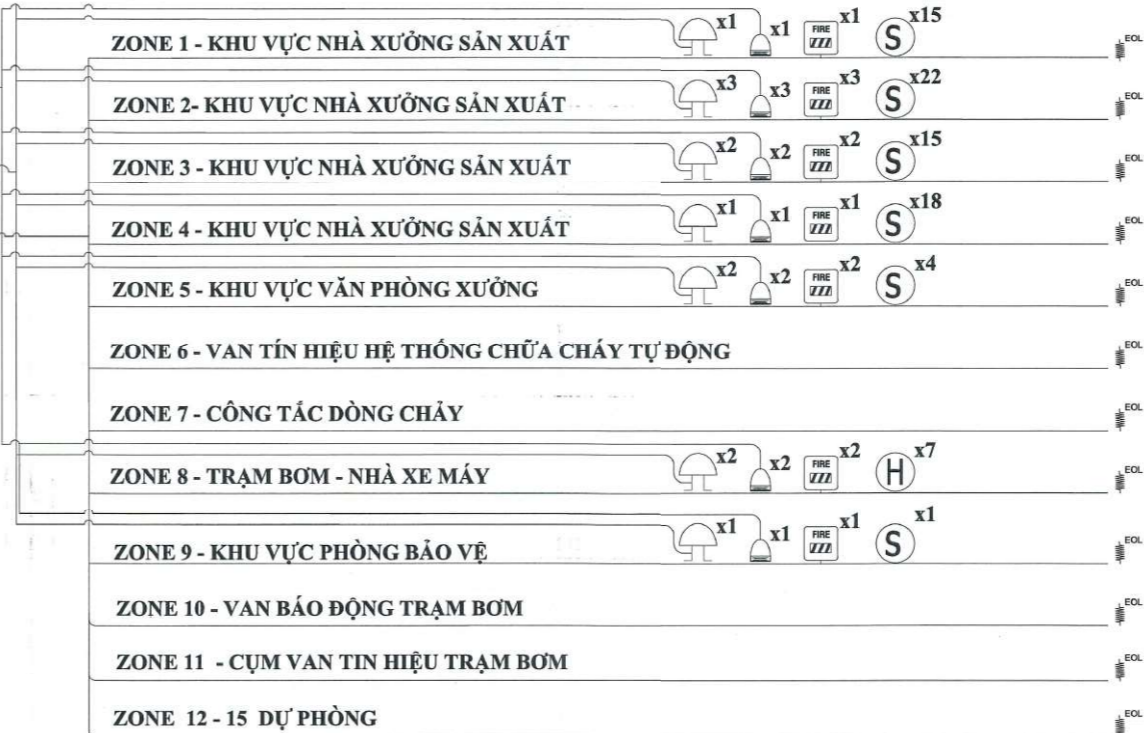 x1 x1 FIRE x1 S x15
ZONE 1 - KHU VỰC NHÀ XƯỞNG SẢN XUẤT EOL
x3 x3 FIRE x3 S x22
ZONE 2- KHU VỰC NHÀ XƯỞNG SẢN XUẤT EOL
x2 x2 FIRE x2 S x15
ZONE 3 - KHU VỰC NHÀ XƯỞNG SẢN XUẤT EOL
x1 x1 FIRE x1 S x18
ZONE 4 - KHU VỰC NHÀ XƯỞNG SẢN XUẤT EOL
x2 x2 FIRE x2 S x4
ZONE 5 - KHU VỰC VĂN PHÒNG XƯỞNG EOL
ZONE 6 - VAN TÍN HIỆU HỆ THỐNG CHỮA CHÁY TỰ ĐỘNG EOL
ZONE 7 - CÔNG TẮC DÒNG CHẢY EOL
x2 x2 FIRE x2 H x7
ZONE 8 - TRẠM BƠM - NHÀ XE MÁY EOL
x1 x1 FIRE x1 S x1
ZONE 9 - KHU VỰC PHÒNG BẢO VỆ EOL
ZONE 10 - VAN BÁO ĐỘNG TRẠM BƠM EOL
ZONE 11 - CỤM VAN TIN HIỆU TRẠM BƠM EOL
ZONE 12 - 15 DỰ PHÒNG EOL